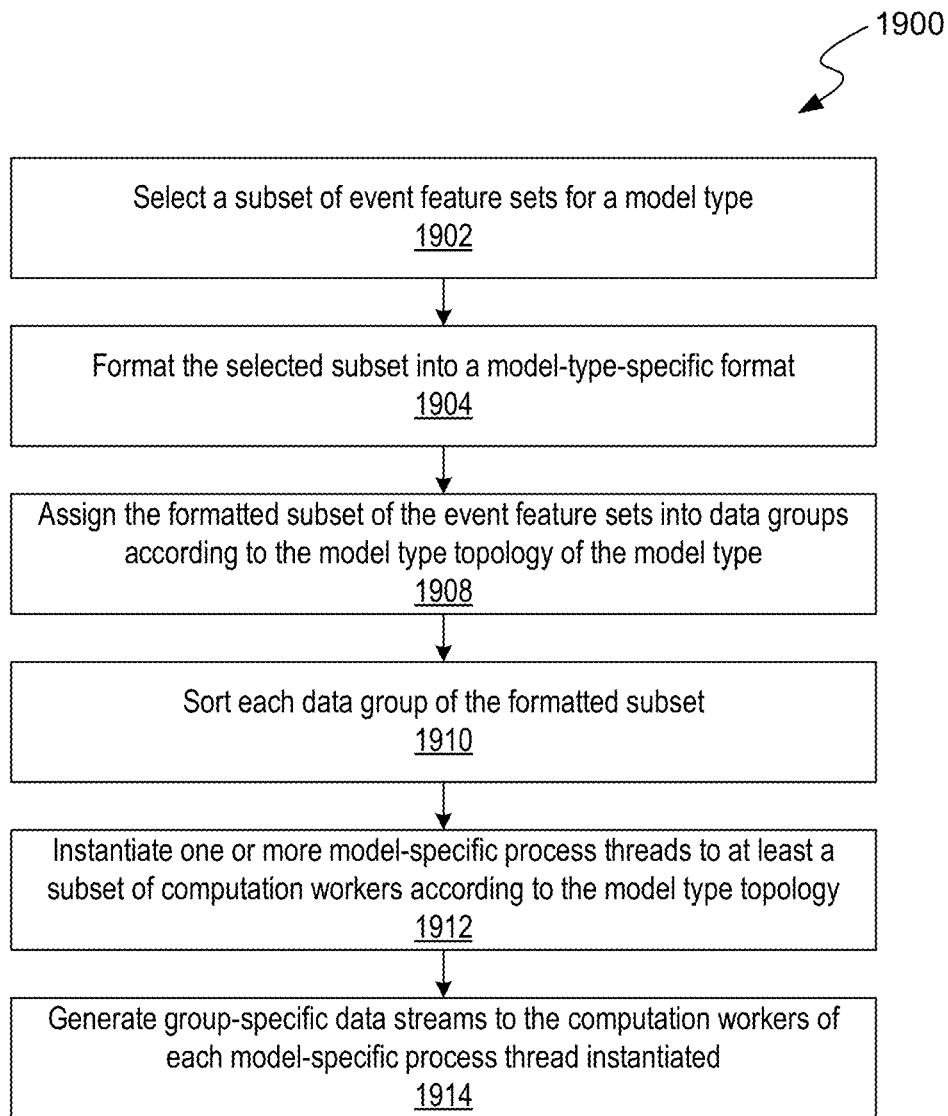 1900
Select a subset of event feature sets for a model type
1902
Format the selected subset into a model-type-specific format
1904
Assign the formatted subset of the event feature sets into data groups
according to the model type topology of the model type
1908
Sort each data group of the formatted subset
1910
Instantiate one or more model-specific process threads to at least a
subset of computation workers according to the model type topology
1912
Generate group-specific data streams to the computation workers of
each model-specific process thread instantiated
1914